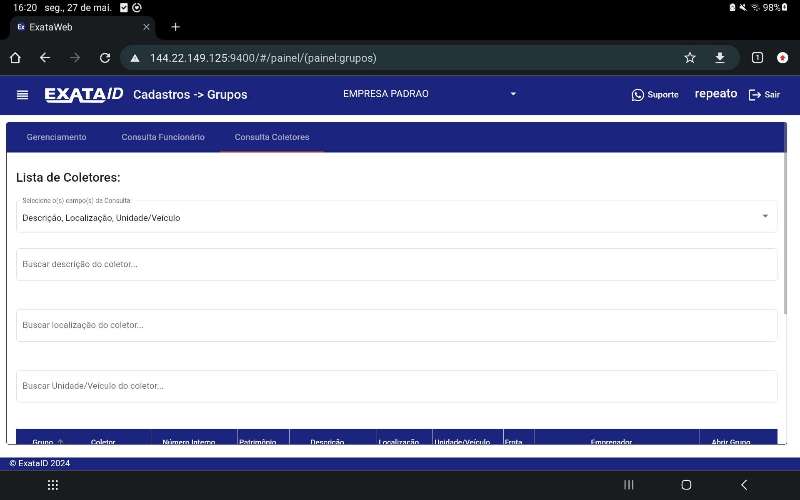 16:20 seg., 27 de mai. 98%
Ex ExataWeb
144.22.149.125:9400/#/painel/(painel:grupos) 1
EXATAID Cadastros -> Grupos EMPRESA PADRAO Suporte repeato Sair
Gerenciamento Consulta Funcionário Consulta Coletores
Lista de Coletores:
Selecione o(s) campo(s) da Consulta
Descrição, Localização, Unidade/Veículo
Buscar descrição do coletor...
Buscar localização do coletor...
Buscar Unidade/Veículo do coletor...
Grupo Coletor Número Interno Patrimônio Descrição Localização Unidade/Veículo Frota Empregador Abrir Grupo
© ExataID 2024